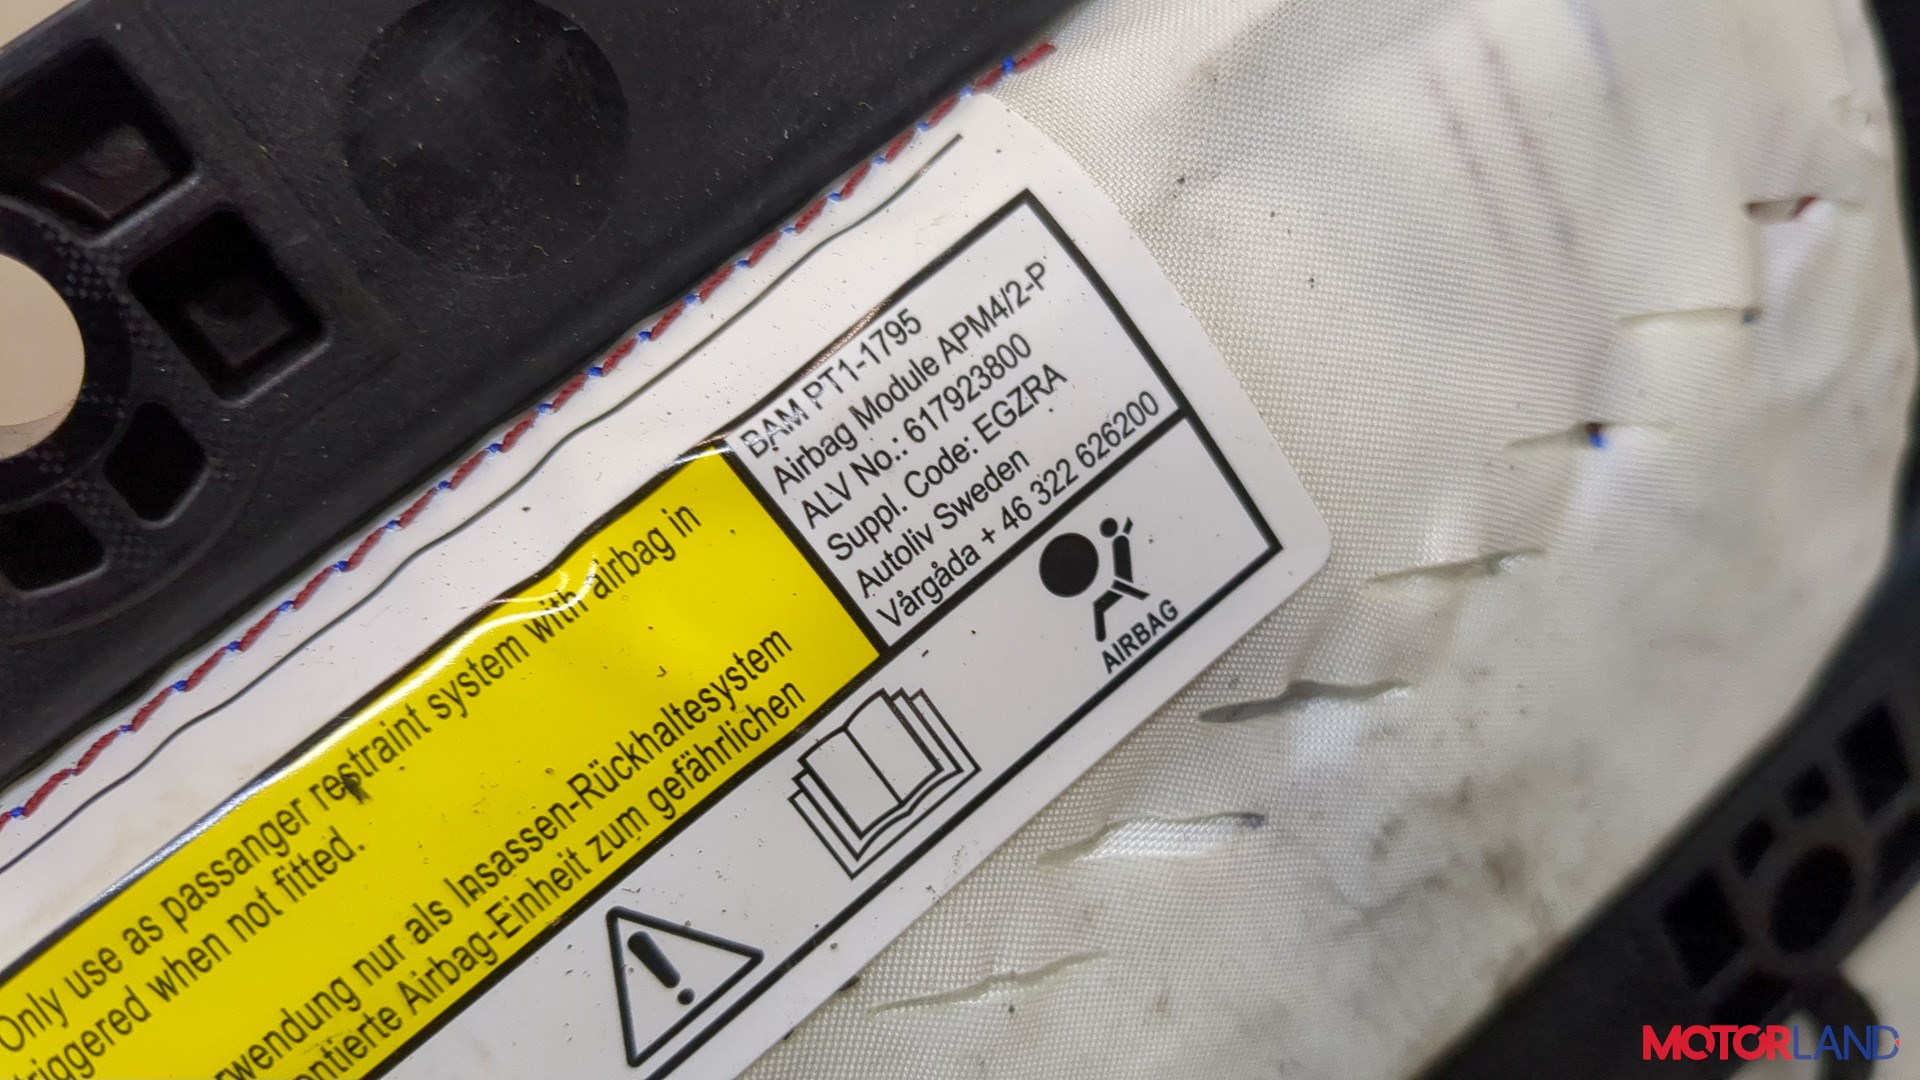 BAM PT1-1795
Airbag Module APM4/2-P
ALV No.: 617923800
Suppl. Code: EGZRA
Autoliv Sweden
Vårgåda + 46 322 626200
AIRBAG
Only use as passanger restraint system with airbag in
triggered when not fitted.
rwendung nur als Insassen-Rückhaltesystem
ontierte Airbag-Einheit zum gefährlichen
MOTORLAND